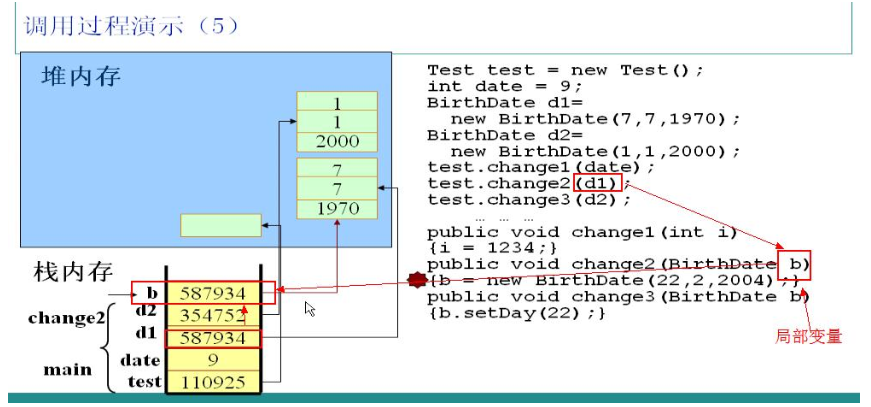 调用过程演示（5）
堆内存
1
1
2000
7
7
1970
栈内存
b 587934
d2 354752
change2
d1 587934
date 9
main
test 110925
Test test = new Test();
int date = 9;
BirthDate d1=
new BirthDate(7,7,1970);
BirthDate d2=
new BirthDate(1,1,2000);
test.change1(date);
test.change2(d1);
test.change3(d2);
… … …
public void change1(int i)
{i = 1234;}
public void change2(BirthDate b)
{b = new BirthDate(22,2,2004);}
public void change3(BirthDate b)
{b.setDay(22);}
局部变量